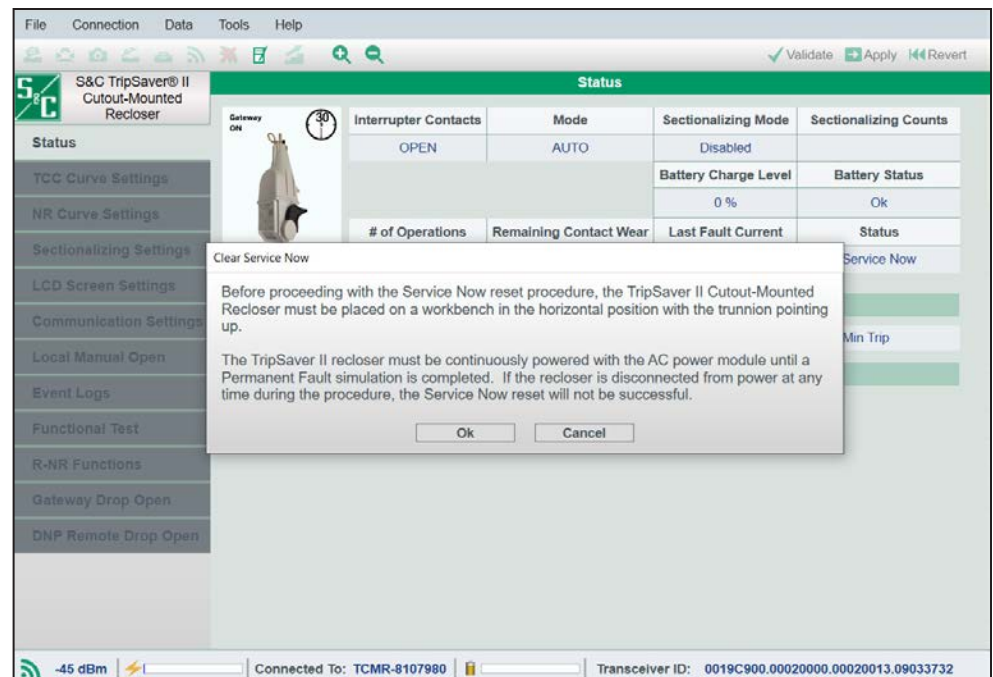 File Connection Data Tools Help
Validate Apply Revert
S&C
S&C TripSaver® II
Cutout-Mounted
Recloser
Status
Status
TCC Curve Settings
NR Curve Settings
Sectionalizing Settings
LCD Screen Settings
Communication Settings
Local Manual Open
Event Logs
Functional Test
R-NR Functions
Gateway Drop Open
DNP Remote Drop Open
Gateway
ON
30
Interrupter Contacts Mode Sectionalizing Mode Sectionalizing Counts
OPEN AUTO Disabled
Battery Charge Level Battery Status
0 % Ok
# of Operations Remaining Contact Wear Last Fault Current Status
Service Now
Min Trip
Clear Service Now
Before proceeding with the Service Now reset procedure, the TripSaver II Cutout-Mounted
Recloser must be placed on a workbench in the horizontal position with the trunnion pointing
up.
The TripSaver II recloser must be continuously powered with the AC power module until a
Permanent Fault simulation is completed. If the recloser is disconnected from power at any
time during the procedure, the Service Now reset will not be successful.
Ok Cancel
-45 dBm Connected To: TCMR-8107980 Transceiver ID: 0019C900.00020000.00020013.09033732